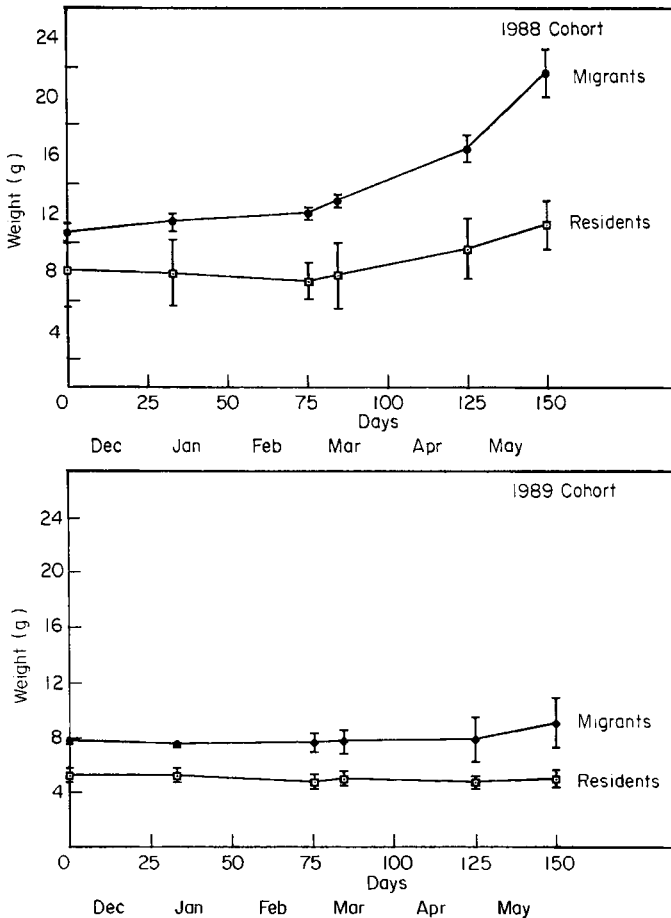 1988 Cohort
24
Migrants
20
16
Weight (g)
12
Residents
8
4
0 25 50 75 100 125 150
Days
Dec Jan Feb Mar Apr May
1989 Cohort
24
20
16
Weight (g)
12
Migrants
8
Residents
4
0 25 50 75 100 125 150
Days
Dec Jan Feb Mar Apr May